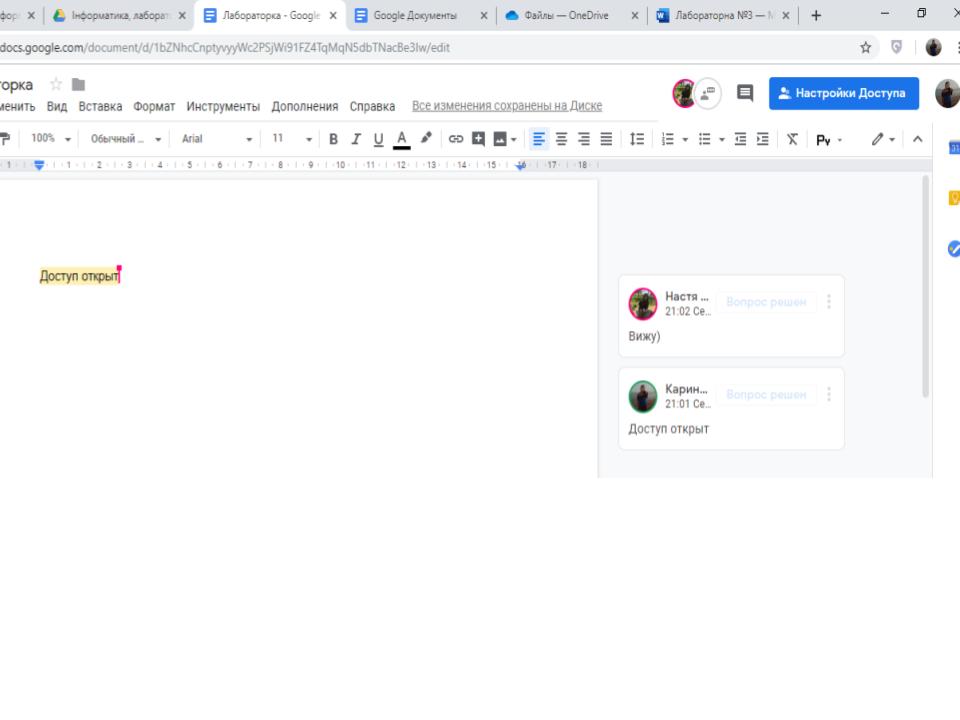 Інформатика, лаборат
Лабораторка - Google
Google Документы
Файлы — OneDrive
Лабораторна №3 — M
docs.google.com/document/d/1bZNhcCnptyvyyWc2PSjWi91FZ4TqMqN5dbTNacBe3lw/edit
торка
менить Вид Вставка Формат Инструменты Дополнения Справка Все изменения сохранены на Диске
Настройки Доступа
100% Обычный ... Arial 11 B I U A Ру
1 1 2 3 4 5 6 7 8 9 10 11 12 13 14 15 16 17 18
31
Доступ открыт
Настя ...
Вопрос решен
21:02 Се...
Вижу)
Карин...
Вопрос решен
21:01 Се...
Доступ открыт